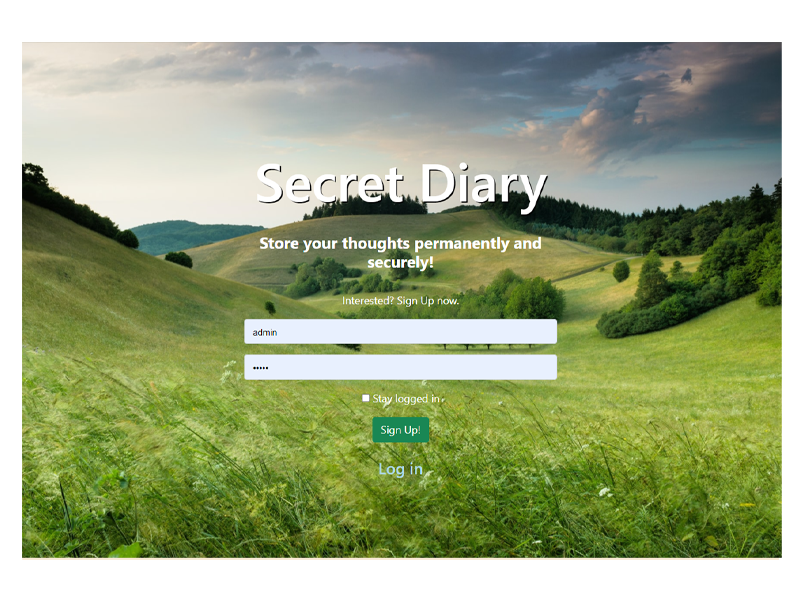 Secret Diary
Store your thoughts permanently and
securely!
Interested? Sign Up now.
admin
•••••
Stay logged in
Sign Up!
Log in